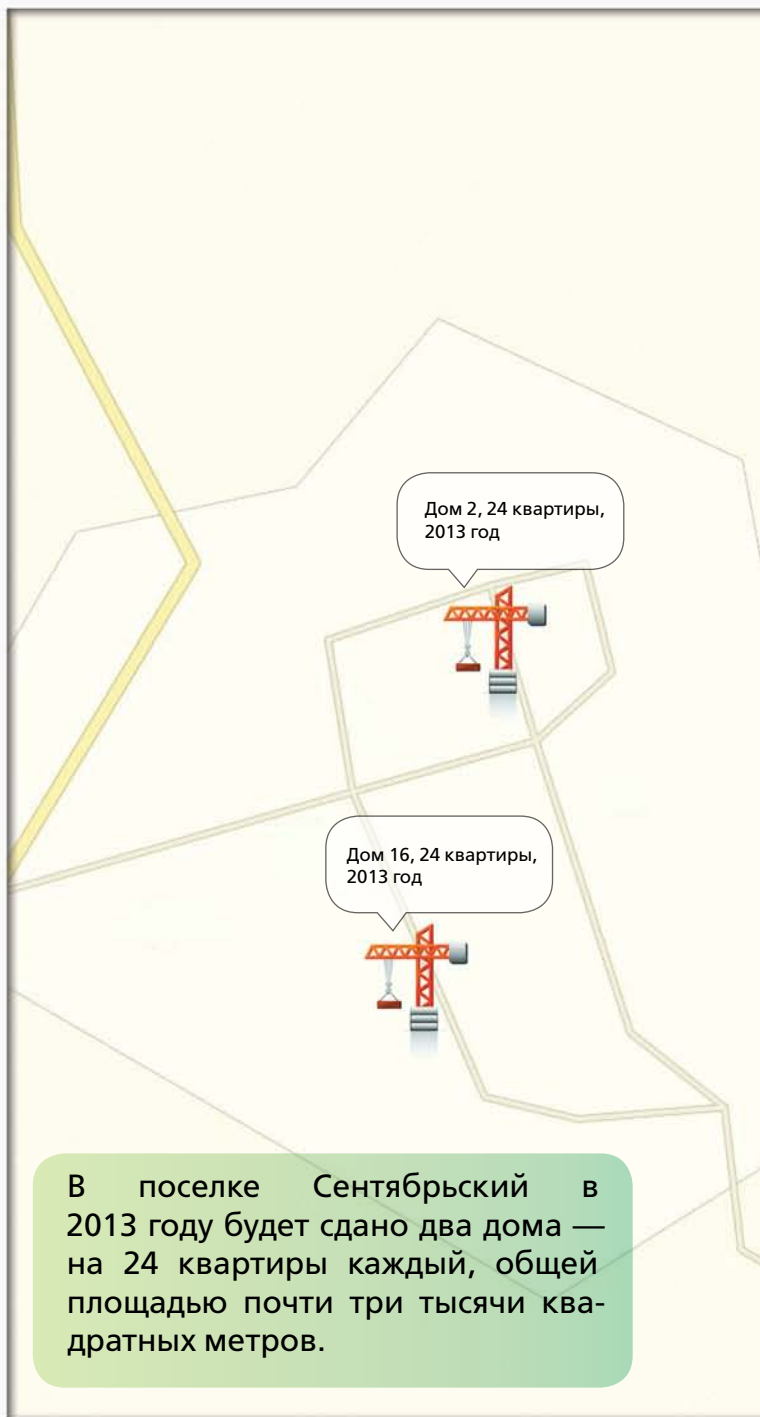 Дом 2, 24 квартиры,
2013 год
Дом 16, 24 квартиры,
2013 год
В поселке Сентябрьский в
2013 году будет сдано два дома —
на 24 квартиры каждый, общей
площадью почти три тысячи ква-
дратных метров.